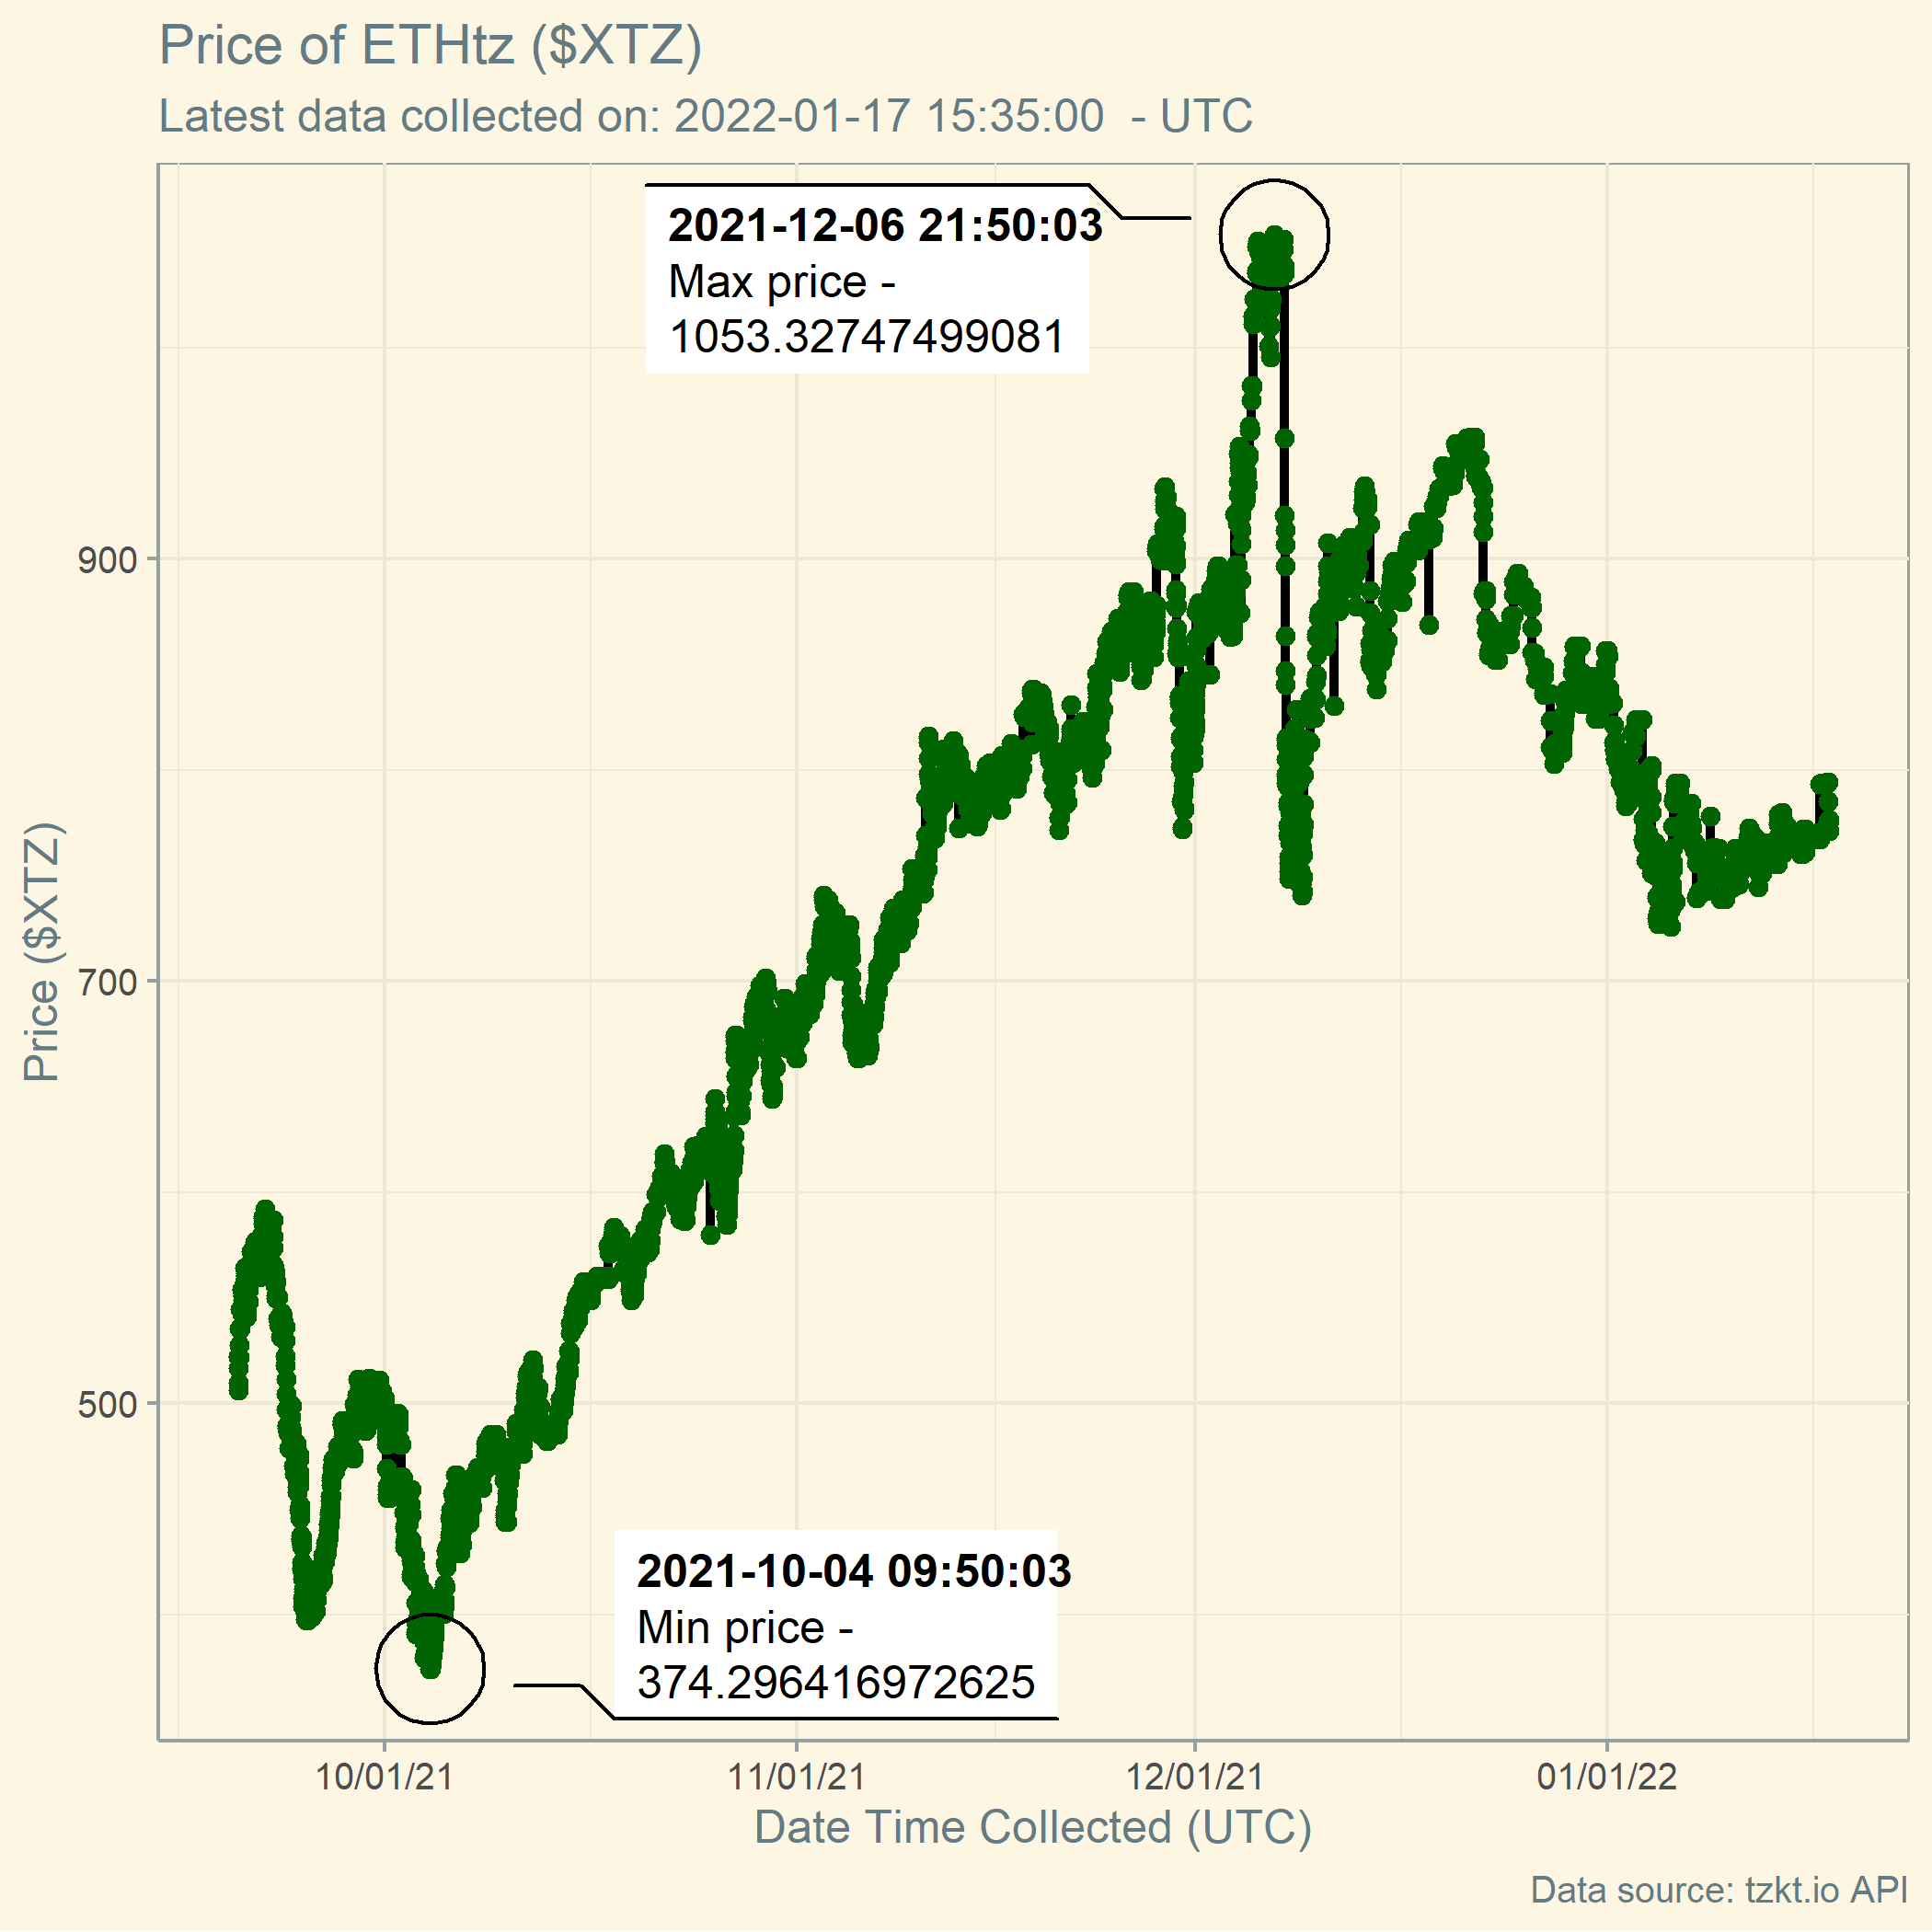 Price of ETHtz ($XTZ)
Latest data collected on: 2022-01-17 15:35:00  - UTC
2021-12-06 21:50:03
Max price -
1053.32747499081
900
700
500
Price ($XTZ)
2021-10-04 09:50:03
Min price -
374.296416972625
10/01/21
11/01/21
12/01/21
01/01/22
Date Time Collected (UTC)
Data source: tzkt.io API